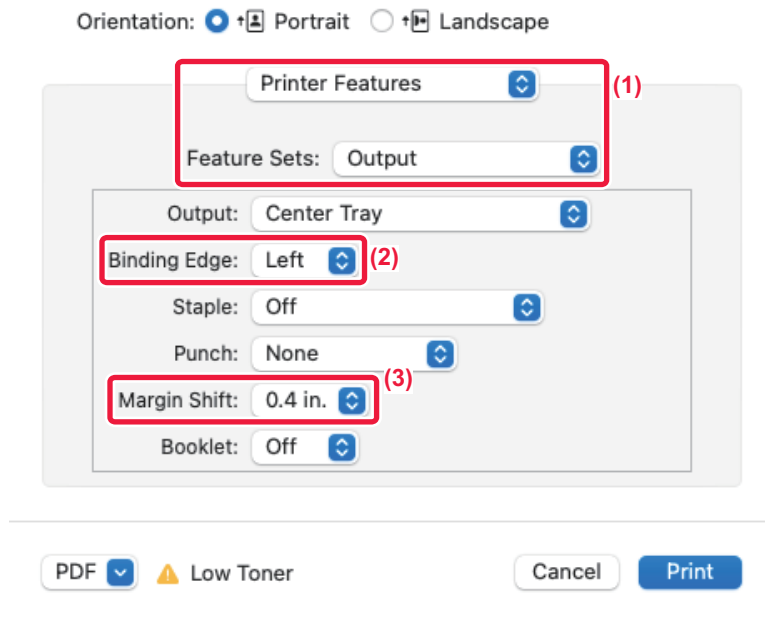 Orientation: Portrait Landscape
Printer Features (1)
Feature Sets: Output
Output: Center Tray
Binding Edge: Left (2)
Staple: Off
Punch: None
Margin Shift: 0.4 in. (3)
Booklet: Off
PDF Low Toner Cancel Print